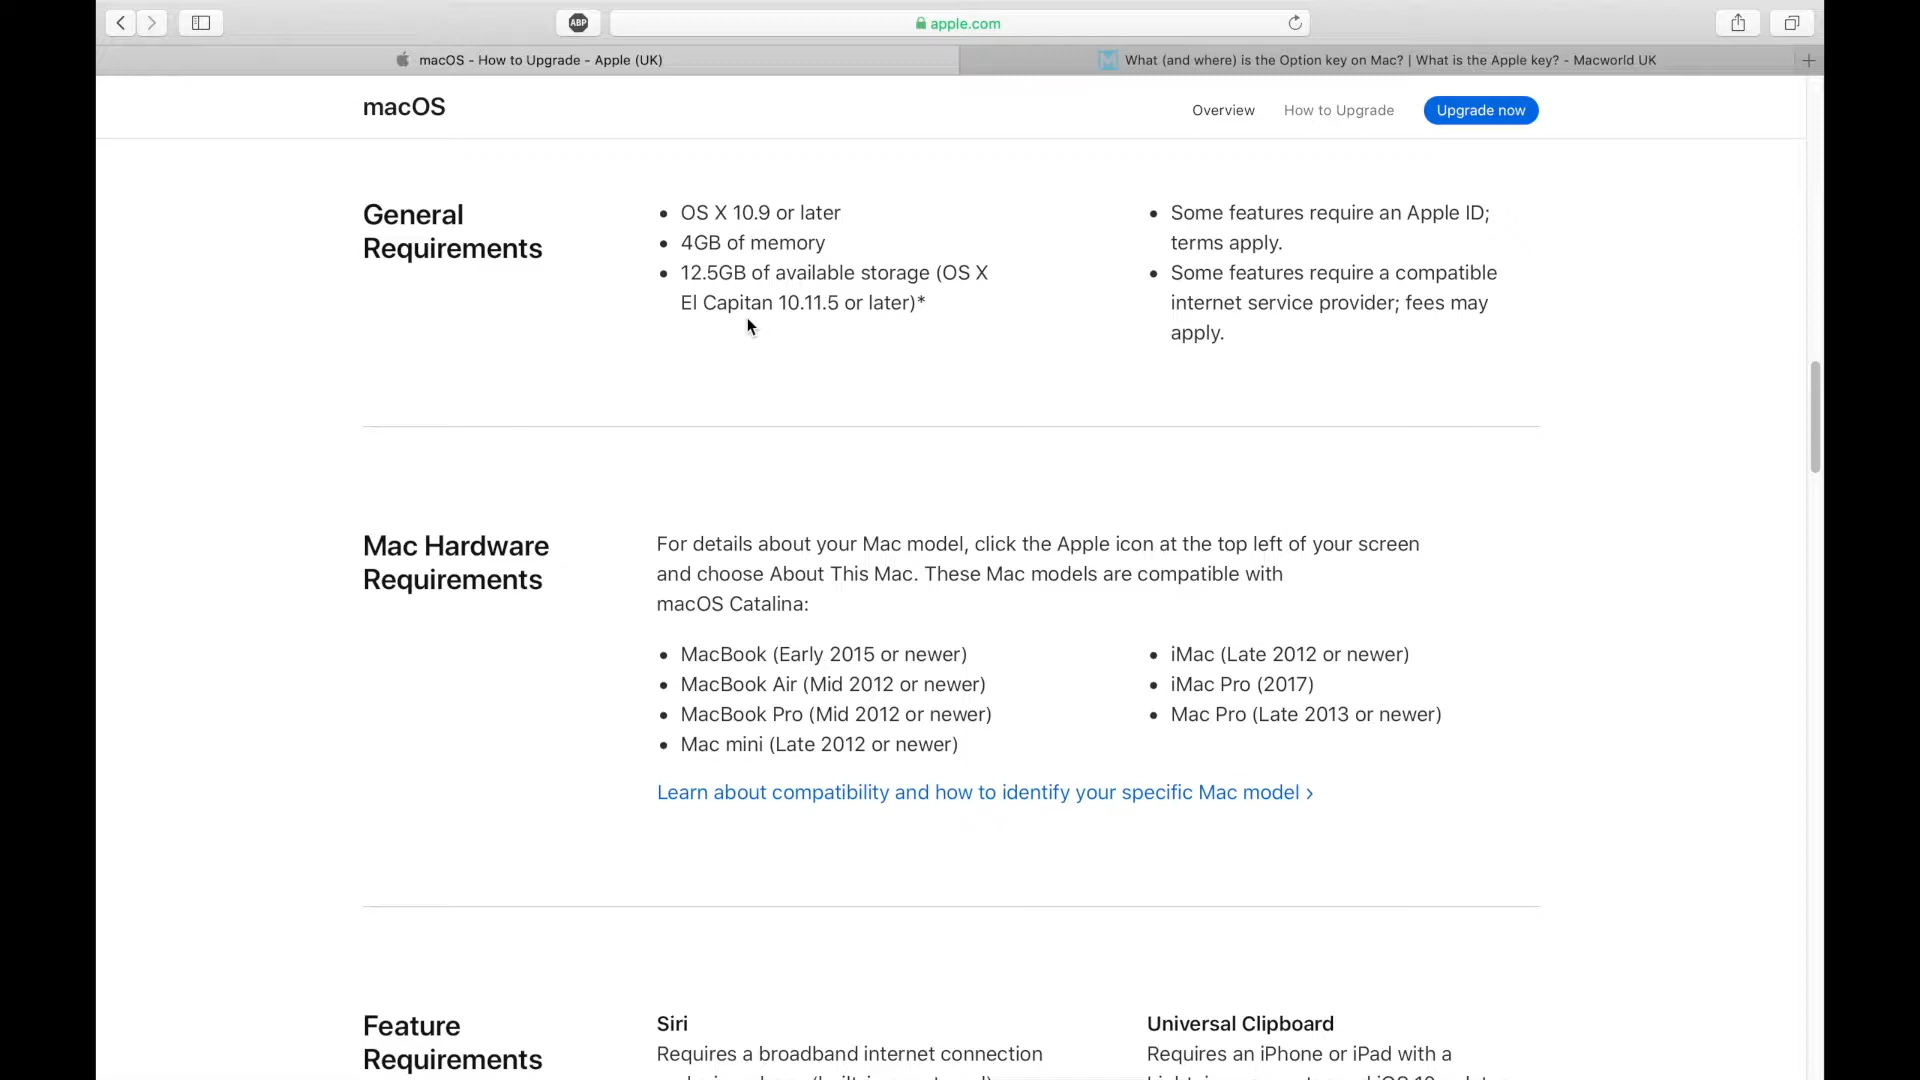 ABP
apple.com
macOS - How to Upgrade - Apple (UK)
What (and where) is the Option key on Mac? | What is the Apple key? - Macworld UK
macOS
Overview
How to Upgrade
Upgrade now
General
Requirements
• OS X 10.9 or later
• 4GB of memory
• 12.5GB of available storage (OS X
El Capitan 10.11.5 or later)*
• Some features require an Apple ID;
terms apply.
• Some features require a compatible
internet service provider; fees may
apply.
Mac Hardware
Requirements
For details about your Mac model, click the Apple icon at the top left of your screen
and choose About This Mac. These Mac models are compatible with
macOS Catalina:
• MacBook (Early 2015 or newer)
• MacBook Air (Mid 2012 or newer)
• MacBook Pro (Mid 2012 or newer)
• Mac mini (Late 2012 or newer)
• iMac (Late 2012 or newer)
• iMac Pro (2017)
• Mac Pro (Late 2013 or newer)
Learn about compatibility and how to identify your specific Mac model ›
Feature
Requirements
Siri
Requires a broadband internet connection
Universal Clipboard
Requires an iPhone or iPad with a